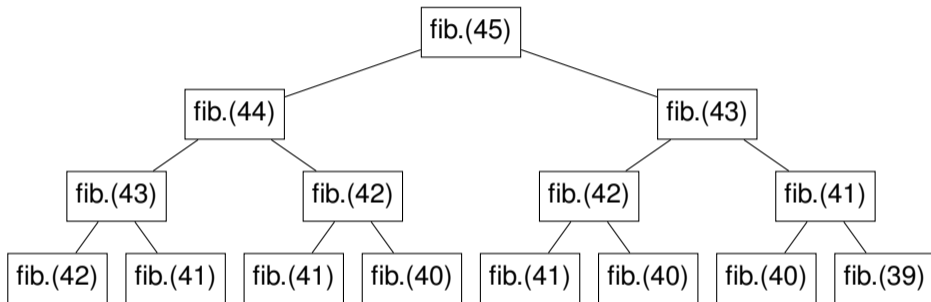 fib.(45)
fib.(44) fib.(43)
fib.(43) fib.(42) fib.(42) fib.(41)
fib.(42) fib.(41) fib.(41) fib.(40) fib.(41) fib.(40) fib.(40) fib.(39)